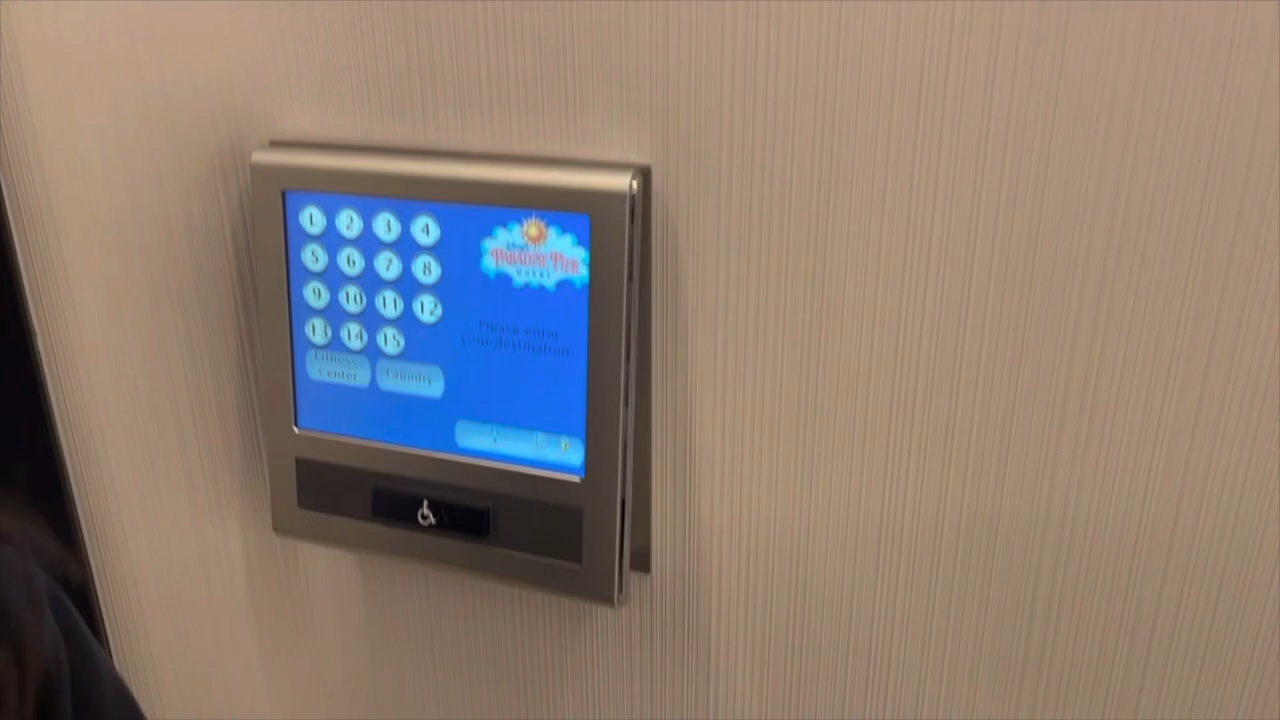 1 2 3 4
PARADISE PIER
HOTEL
5 6 7 8
9 10 11 12
13 14 15
Please enter
your destination
Fitness
Center
Laundry